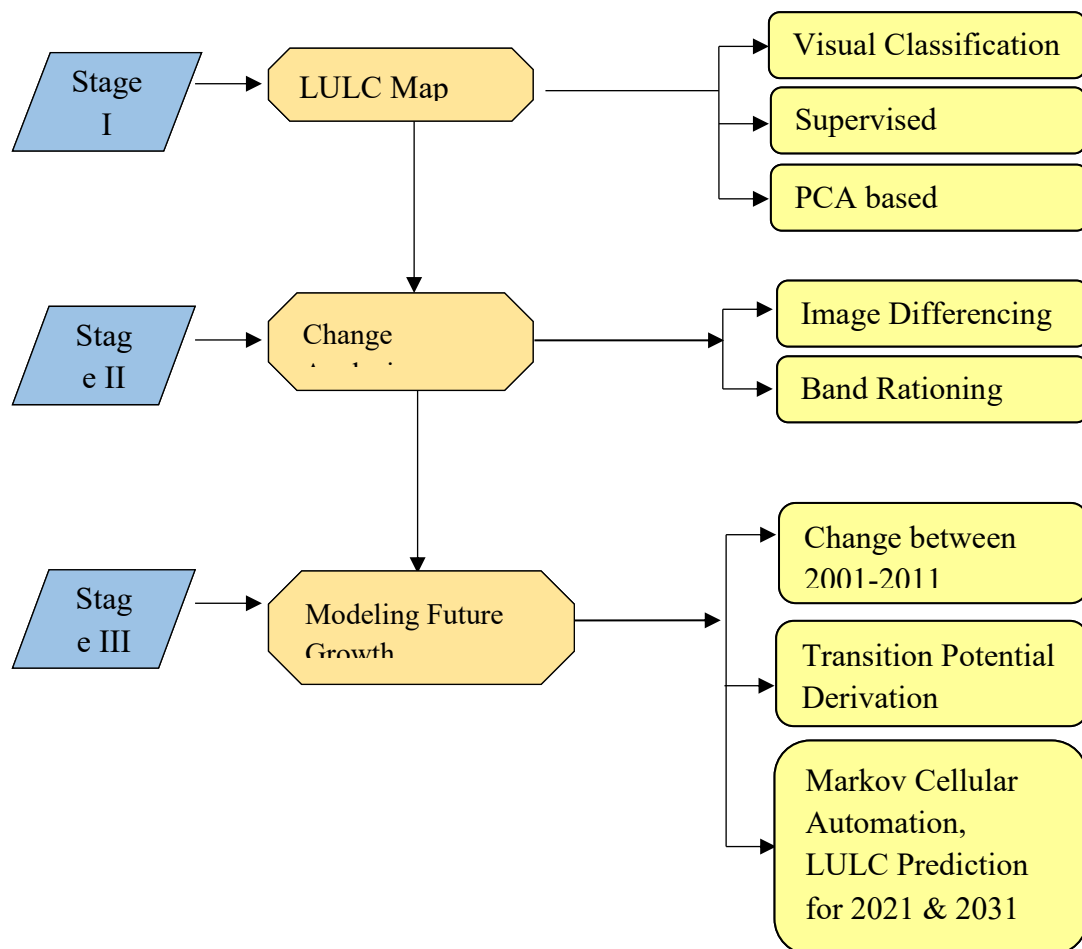 Stage
I
LULC Map
Visual Classification
Supervised
PCA based
Stag
e II
Change
Image Differencing
Band Rationing
Stag
e III
Modeling Future
Growth
Change between
2001-2011
Transition Potential
Derivation
Markov Cellular
Automation,
LULC Prediction
for 2021 & 2031